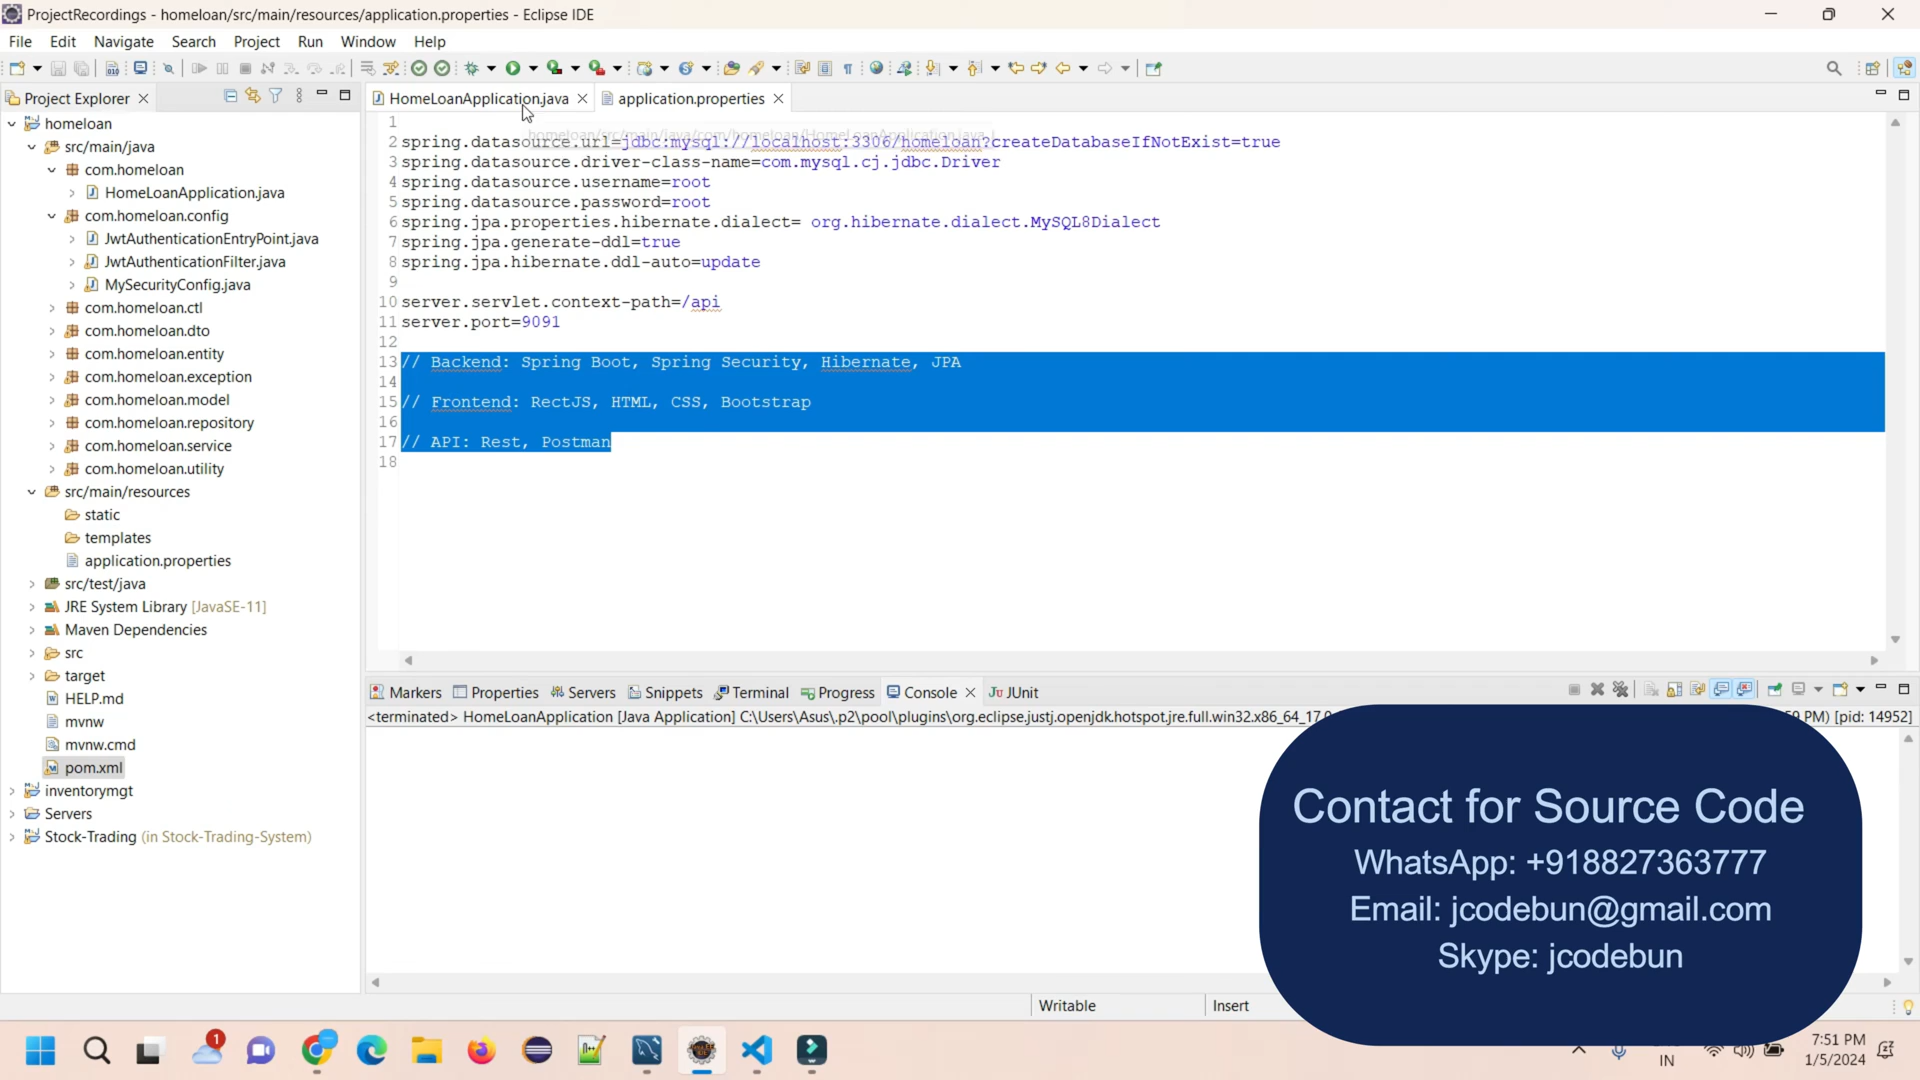 ProjectRecordings - homeloan/src/main/resources/application.properties - Eclipse IDE
File Edit Navigate Search Project Run Window Help
Project Explorer
HomeLoanApplication.java
application.properties
homeloan
src/main/java
com.homeloan
HomeLoanApplication.java
com.homeloan.config
JwtAuthenticationEntryPoint.java
JwtAuthenticationFilter.java
MySecurityConfig.java
com.homeloan.ctl
com.homeloan.dto
com.homeloan.entity
com.homeloan.exception
com.homeloan.model
com.homeloan.repository
com.homeloan.service
com.homeloan.utility
src/main/resources
static
templates
application.properties
src/test/java
JRE System Library [JavaSE-11]
Maven Dependencies
src
target
HELP.md
mvnw
mvnw.cmd
pom.xml
inventorymgt
Servers
Stock-Trading (in Stock-Trading-System)
homeloan/src/main/java/com/homeloan/HomeLoanApplication.java
1
2 spring.datasource.url=jdbc:mysql://localhost:3306/homeloan?createDatabaseIfNotExist=true
3 spring.datasource.driver-class-name=com.mysql.cj.jdbc.Driver
4 spring.datasource.username=root
5 spring.datasource.password=root
6 spring.jpa.properties.hibernate.dialect= org.hibernate.dialect.MySQL8Dialect
7 spring.jpa.generate-ddl=true
8 spring.jpa.hibernate.ddl-auto=update
9
10 server.servlet.context-path=/api
11 server.port=9091
12
13 // Backend: Spring Boot, Spring Security, Hibernate, JPA
14
15 // Frontend: RectJS, HTML, CSS, Bootstrap
16
17 // API: Rest, Postman
18
Markers Properties Servers Snippets Terminal Progress Console Ju JUnit
<terminated> HomeLoanApplication [Java Application] C:\Users\Asus\.p2\pool\plugins\org.eclipse.justj.openjdk.hotspot.jre.full.win32.x86_64_17.0 PM) [pid: 14952]
Contact for Source Code
WhatsApp: +918827363777
Email: jcodebun@gmail.com
Skype: jcodebun
Writable
Insert
1
IN
7:51 PM
1/5/2024